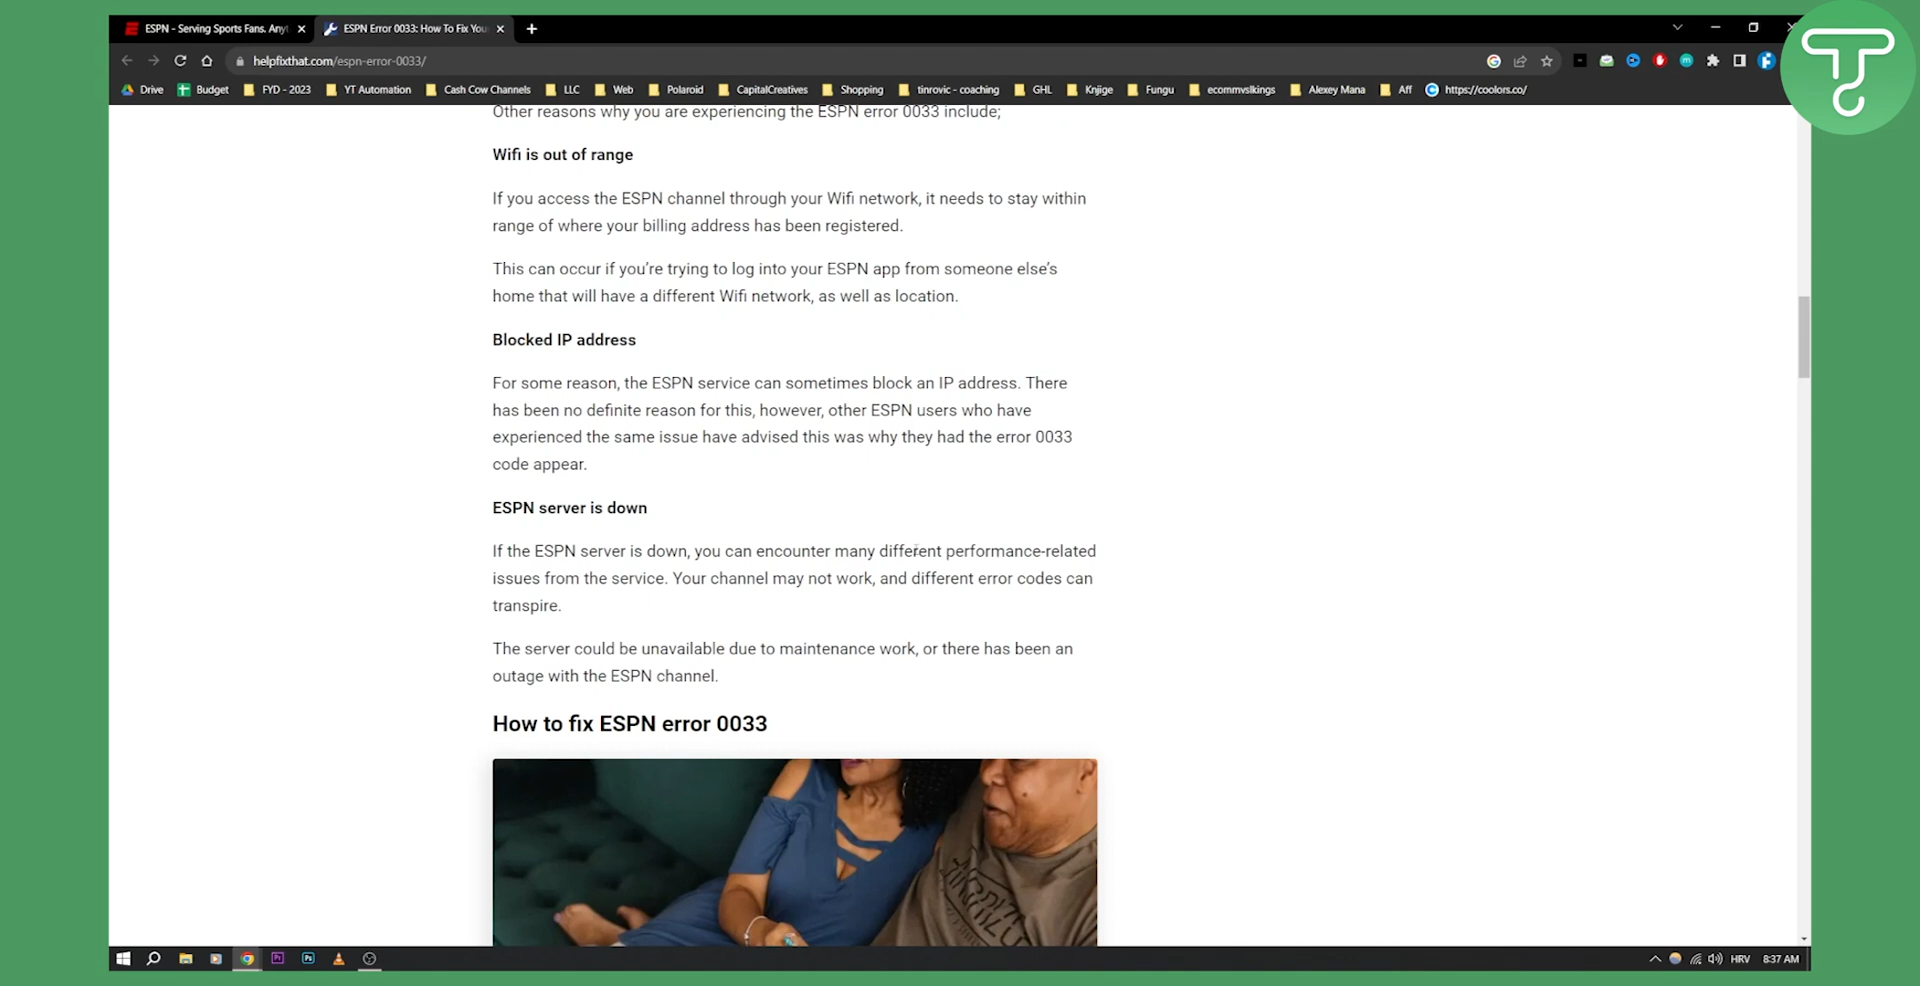 ESPN - Serving Sports Fans. Any
ESPN Error 0033: How To Fix You
helpfixthat.com/espn-error-0033/
Drive Budget FYD - 2023 YT Automation Cash Cow Channels LLC Web Polaroid CapitalCreatives Shopping tinrovic - coaching GHL Knjige Fungu ecommvslkings Alexey Mana Aff https://coolors.co/
Other reasons why you are experiencing the ESPN error 0033 include;
Wifi is out of range
If you access the ESPN channel through your Wifi network, it needs to stay within
range of where your billing address has been registered.
This can occur if you're trying to log into your ESPN app from someone else's
home that will have a different Wifi network, as well as location.
Blocked IP address
For some reason, the ESPN service can sometimes block an IP address. There
has been no definite reason for this, however, other ESPN users who have
experienced the same issue have advised this was why they had the error 0033
code appear.
ESPN server is down
If the ESPN server is down, you can encounter many different performance-related
issues from the service. Your channel may not work, and different error codes can
transpire.
The server could be unavailable due to maintenance work, or there has been an
outage with the ESPN channel.
How to fix ESPN error 0033
HRV 8:37 AM